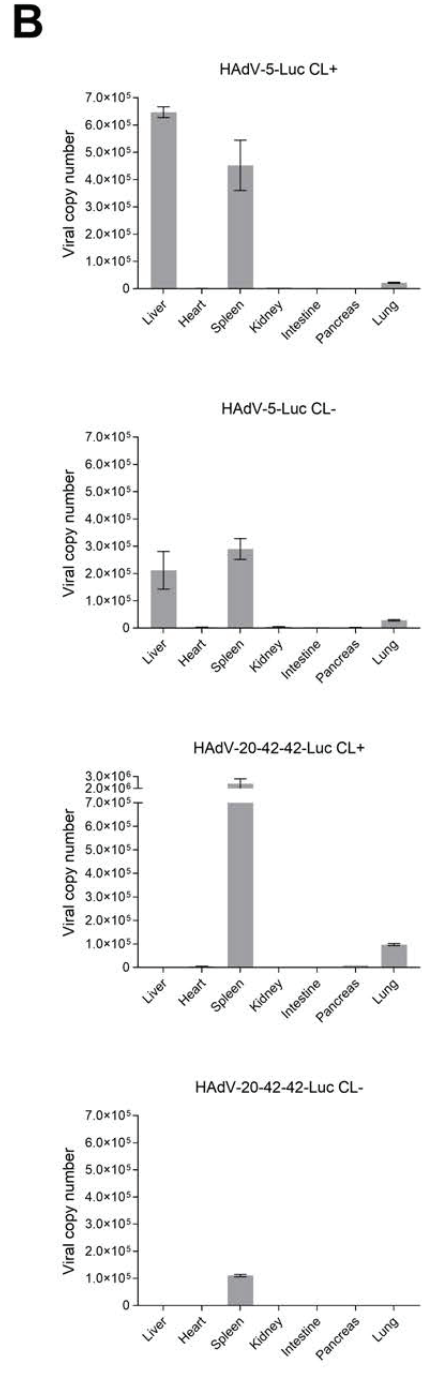 B
HAdV-5-Luc CL+
Viral copy number
7.0×10⁵
6.0×10⁵
5.0×10⁵
4.0×10⁵
3.0×10⁵
2.0×10⁵
1.0×10⁵
0
Liver Heart Spleen Kidney Intestine Pancreas Lung
HAdV-5-Luc CL-
Viral copy number
7.0×10⁵
6.0×10⁵
5.0×10⁵
4.0×10⁵
3.0×10⁵
2.0×10⁵
1.0×10⁵
0
Liver Heart Spleen Kidney Intestine Pancreas Lung
HAdV-20-42-42-Luc CL+
Viral copy number
3.0×10⁶
2.0×10⁶
7.0×10⁵
6.0×10⁵
5.0×10⁵
4.0×10⁵
3.0×10⁵
2.0×10⁵
1.0×10⁵
0
Liver Heart Spleen Kidney Intestine Pancreas Lung
HAdV-20-42-42-Luc CL-
Viral copy number
7.0×10⁵
6.0×10⁵
5.0×10⁵
4.0×10⁵
3.0×10⁵
2.0×10⁵
1.0×10⁵
0
Liver Heart Spleen Kidney Intestine Pancreas Lung